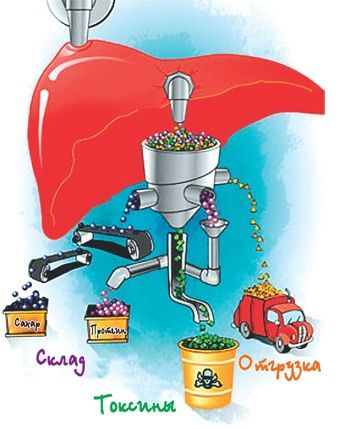 Сахар
Протеин
Склад
Отгрузка
Токсины